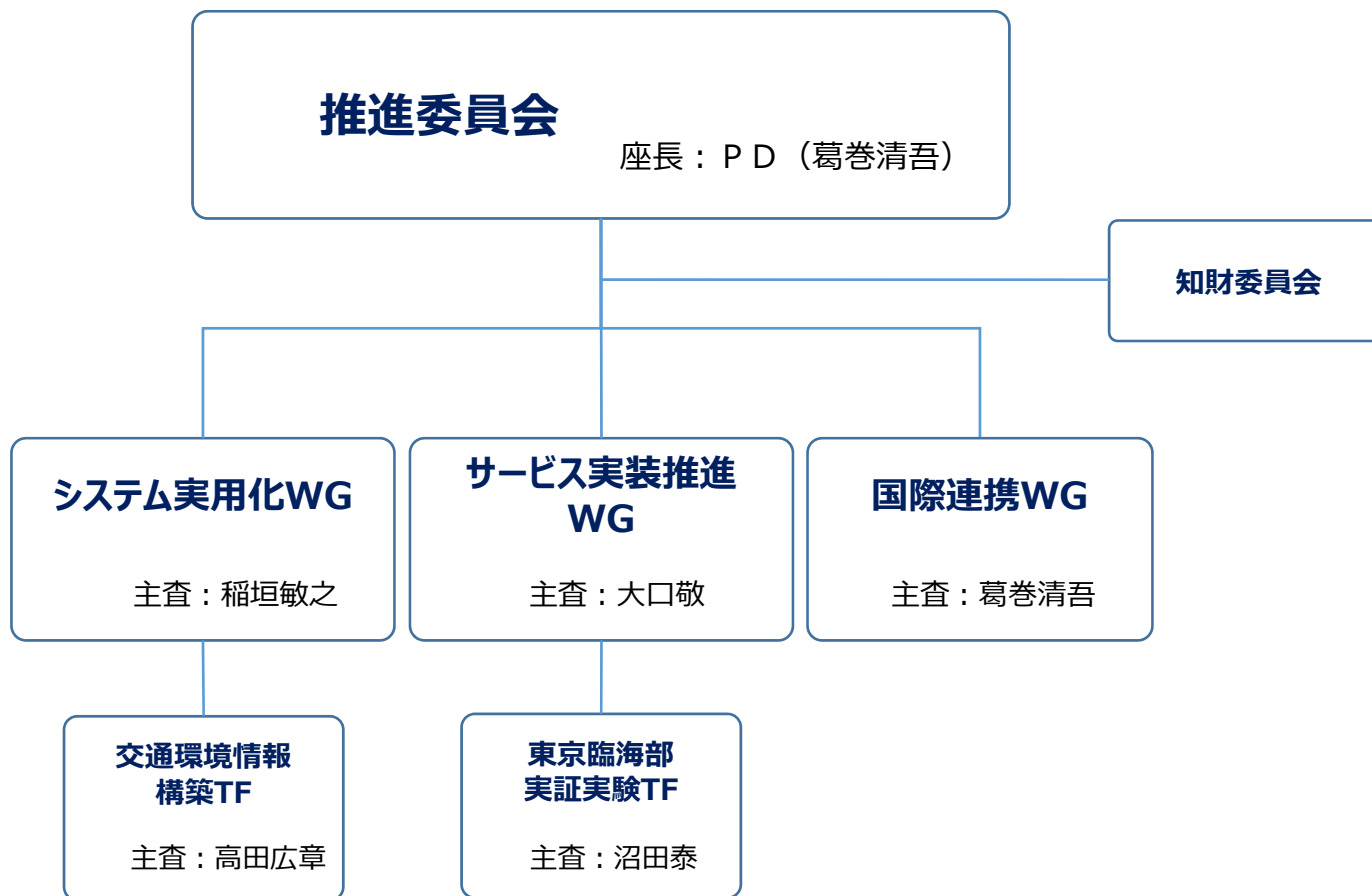 推進委員会
座長：ＰＤ（葛巻清吾）
知財委員会
システム実用化WG
主査：稲垣敏之
サービス実装推進
WG
主査：大口敬
国際連携WG
主査：葛巻清吾
交通環境情報
構築TF
主査：高田広章
東京臨海部
実証実験TF
主査：沼田泰